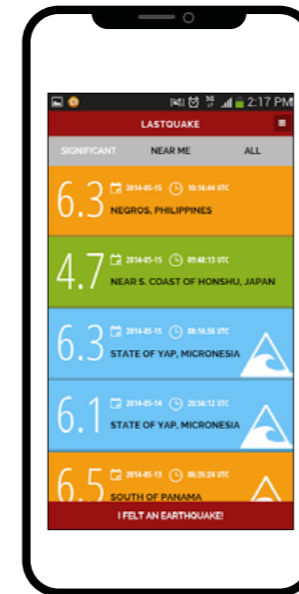 3G 2:17 PM
LASTQUAKE
SIGNIFICANT NEAR ME ALL
6.3 2014-05-15 10:16:44 UTC
NEGROS, PHILIPPINES
4.7 2014-05-15 09:48:13 UTC
NEAR S. COAST OF HONSHU, JAPAN
6.3 2014-05-15 08:16:36 UTC
STATE OF YAP, MICRONESIA
6.1 2014-05-14 20:56:12 UTC
STATE OF YAP, MICRONESIA
6.5 2014-05-13 06:35:24 UTC
SOUTH OF PANAMA
I FELT AN EARTHQUAKE!